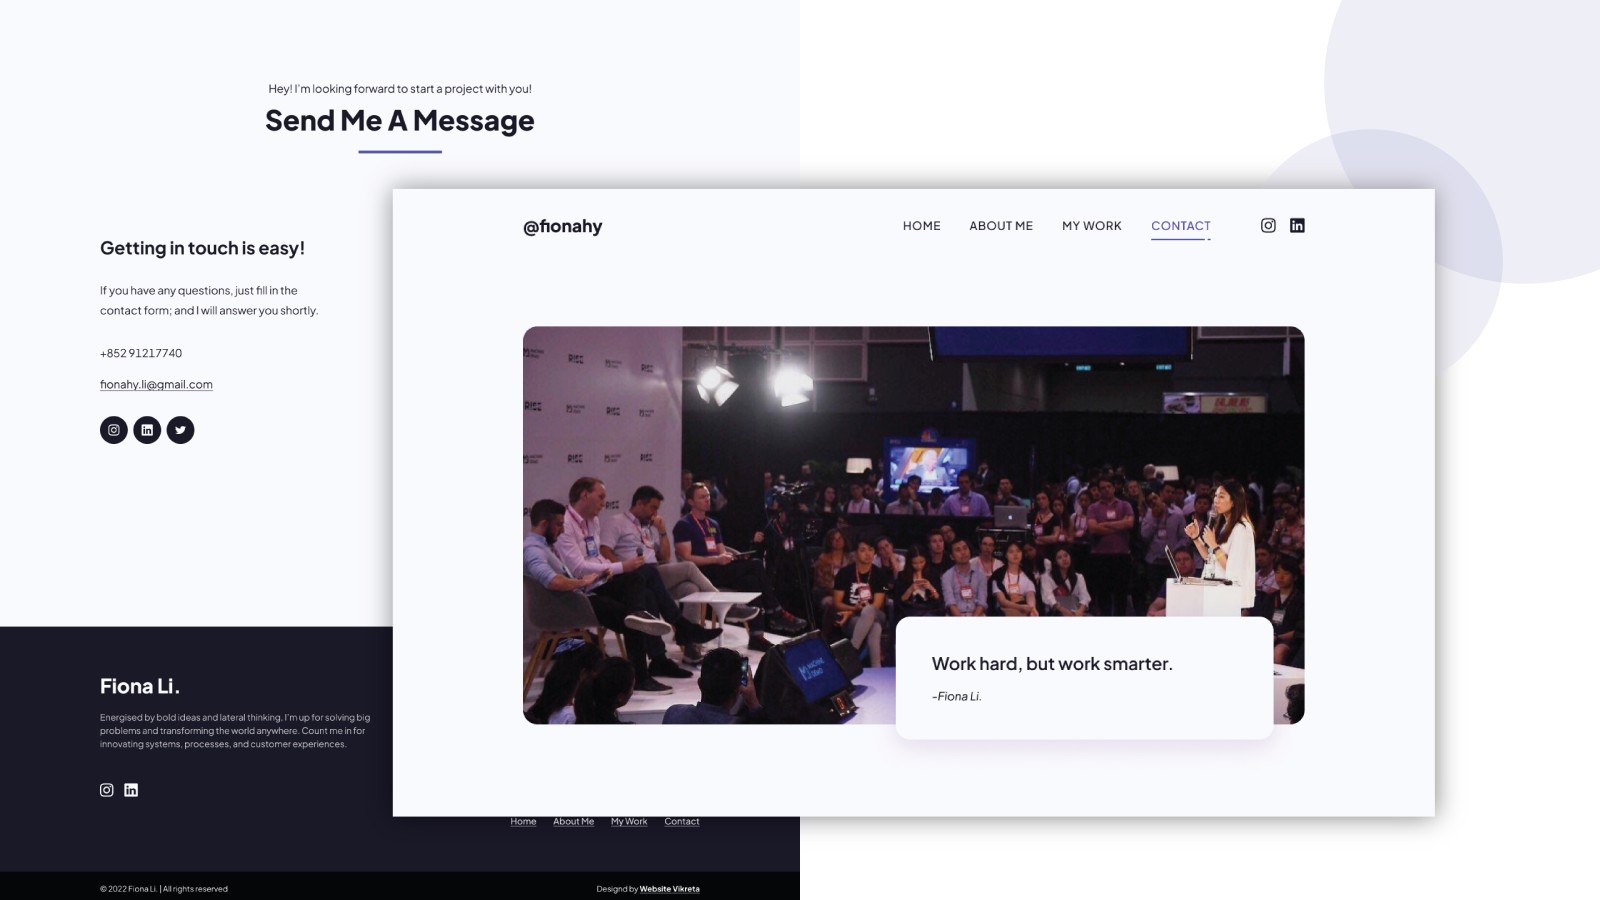 Hey! I'm looking forward to start a project with you!
Send Me A Message
Getting in touch is easy!
If you have any questions, just fill in the
contact form; and I will answer you shortly.
+852 91217740
fionahy.li@gmail.com
@fionahy
HOME ABOUT ME MY WORK CONTACT
RISE
RISE
RISE
RISE
RISE
Work hard, but work smarter.
-Fiona Li.
Fiona Li.
Energised by bold ideas and lateral thinking, I'm up for solving big
problems and transforming the world anywhere. Count me in for
innovating systems, processes, and customer experiences.
Home About Me My Work Contact
© 2022 Fiona Li. | All rights reserved
Designd by Website Vikreta